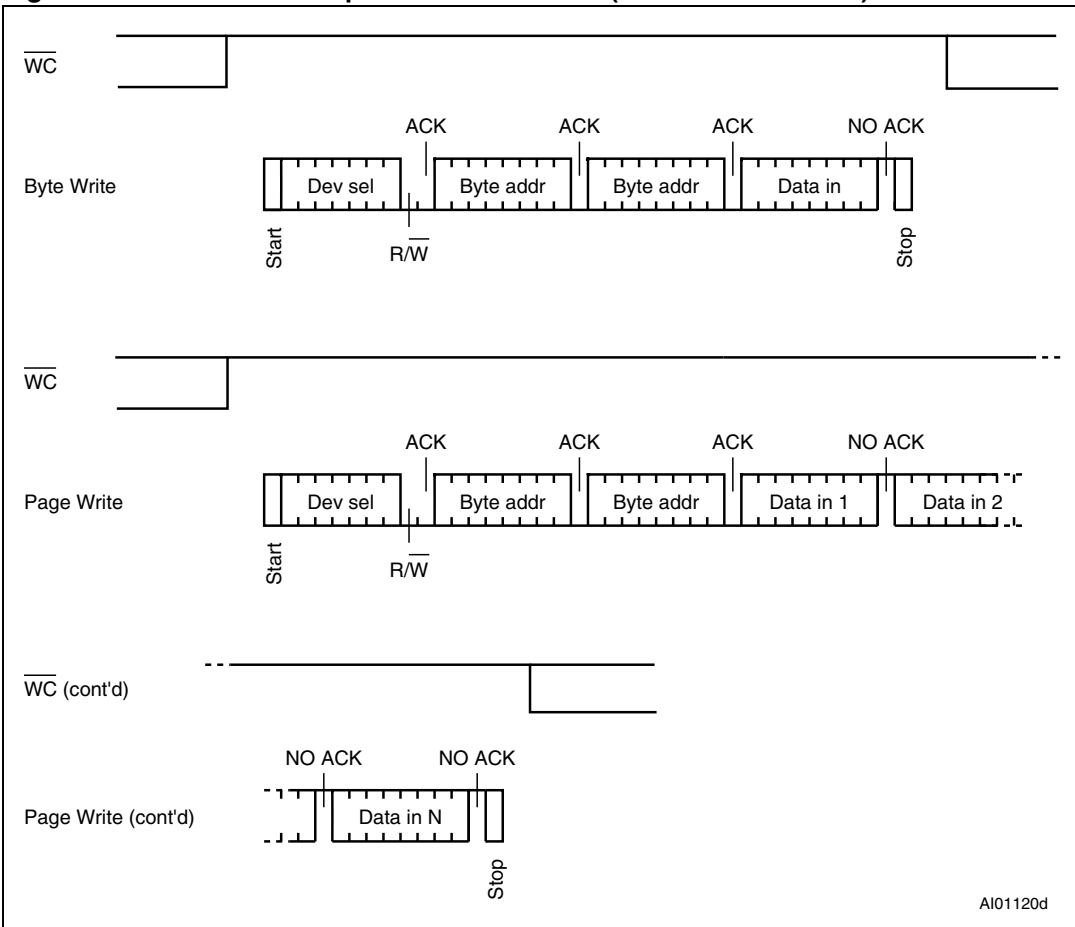 WC
ACK ACK ACK NO ACK
Byte Write
Dev sel Byte addr Byte addr Data in
R/W
Start
Stop
WC
ACK ACK ACK NO ACK
Page Write
Dev sel Byte addr Byte addr Data in 1 Data in 2
R/W
Start
WC (cont'd)
NO ACK NO ACK
Page Write (cont'd)
Data in N
Stop
AI01120d